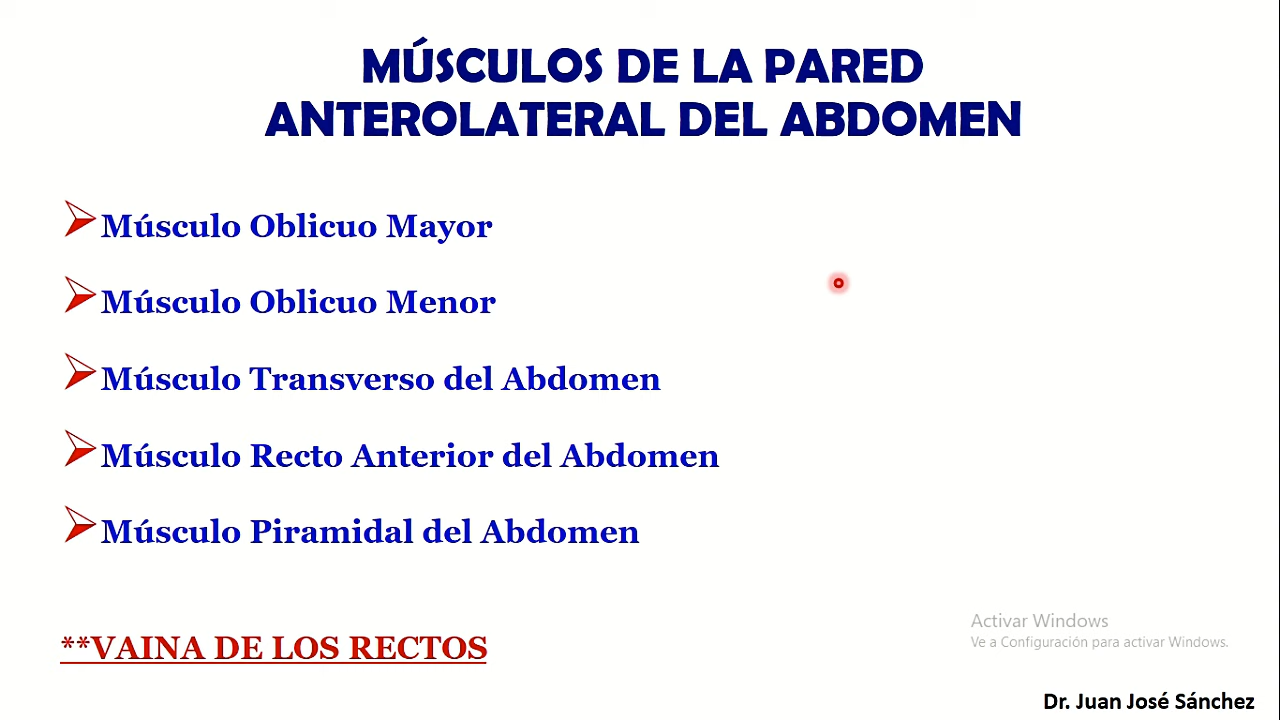 MÚSCULOS DE LA PARED
ANTEROLATERAL DEL ABDOMEN
Músculo Oblicuo Mayor
Músculo Oblicuo Menor
Músculo Transverso del Abdomen
Músculo Recto Anterior del Abdomen
Músculo Piramidal del Abdomen
**VAINA DE LOS RECTOS
Activar Windows
Ve a Configuración para activar Windows.
Dr. Juan José Sánchez